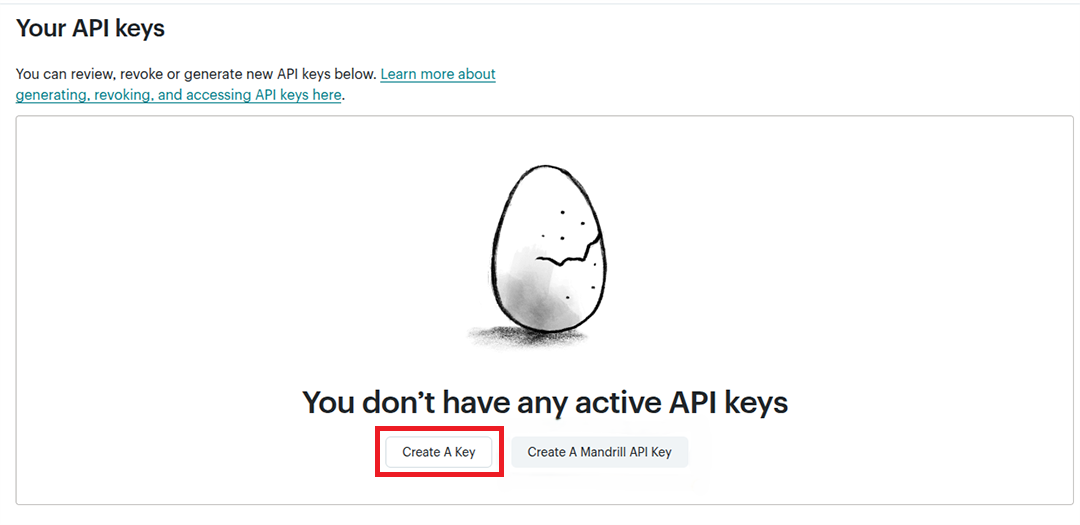 Your API keys
You can review, revoke or generate new API keys below. Learn more about
generating, revoking, and accessing API keys here.
You don’t have any active API keys
Create A Key
Create A Mandrill API Key